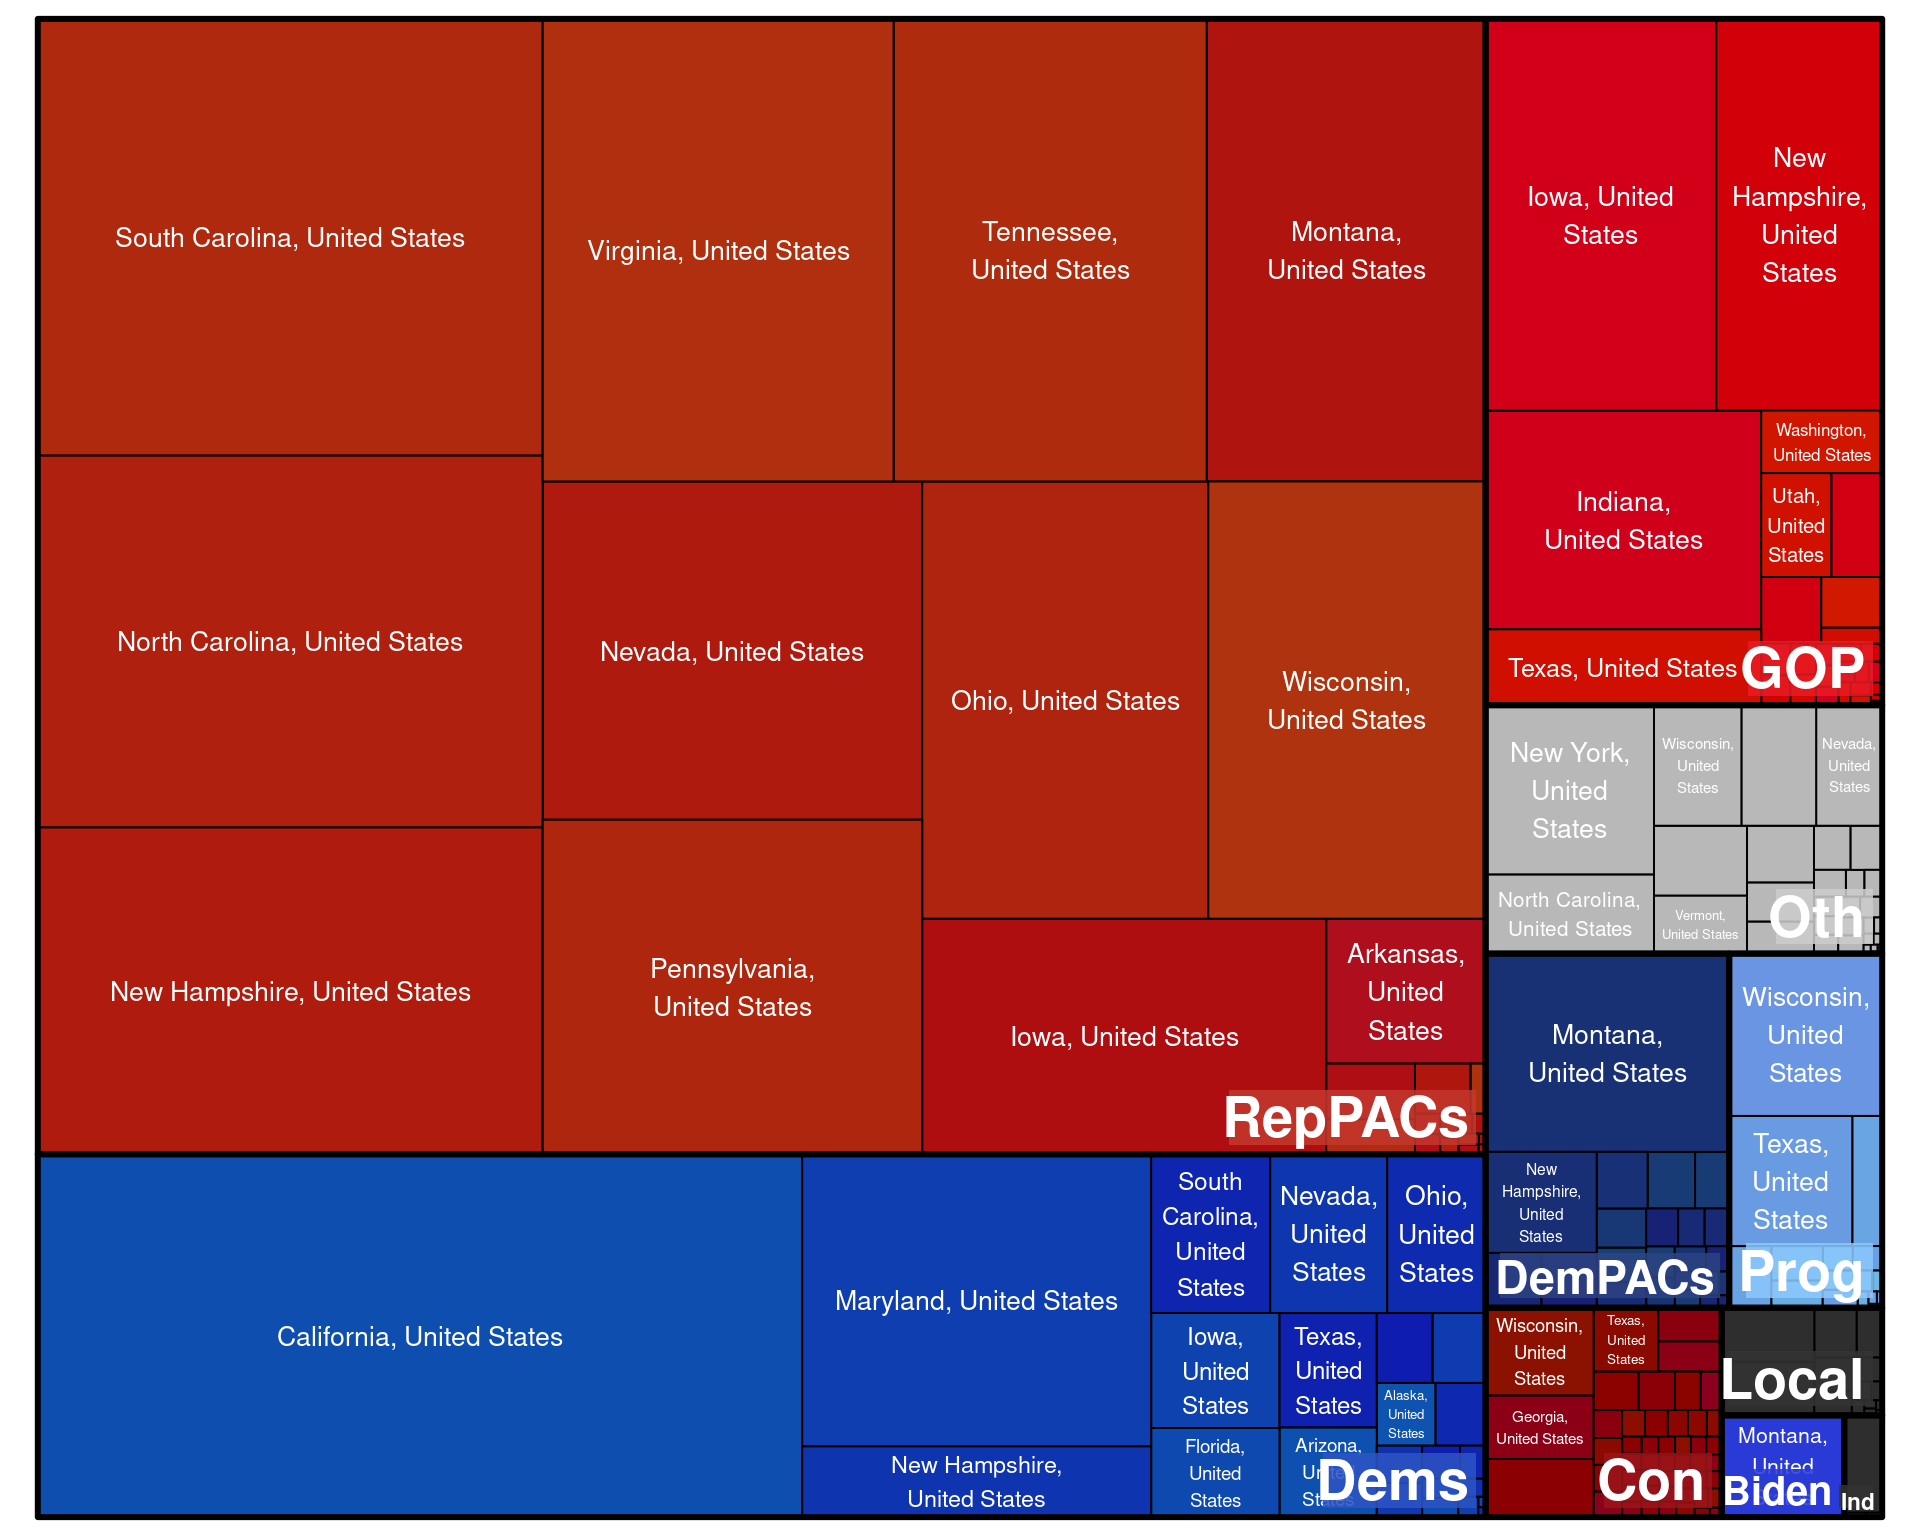 South Carolina, United States
Virginia, United States
Tennessee,
United States
Montana,
United States
North Carolina, United States
Nevada, United States
Ohio, United States
Wisconsin,
United States
New Hampshire, United States
Pennsylvania,
United States
Iowa, United States
Arkansas,
United
States
RepPACs
Iowa, United
States
New
Hampshire,
United
States
Indiana,
United States
Washington,
United States
Utah,
United
States
Texas, United States
GOP
New York,
United
States
Wisconsin,
United
States
Nevada,
United
States
North Carolina,
United States
Vermont,
United States
Oth
Montana,
United States
New
Hampshire,
United
States
DemPACs
Wisconsin,
United
States
Texas,
United
States
Prog
California, United States
Maryland, United States
New Hampshire,
United States
South
Carolina,
United
States
Nevada,
United
States
Ohio,
United
States
Iowa,
United
States
Texas,
United
States
Alaska,
United
States
Florida,
United
States
Arizona,
United
States
Dems
Wisconsin,
United
States
Texas,
United
States
Georgia,
United States
Con
Local
Montana,
United
Biden
Ind